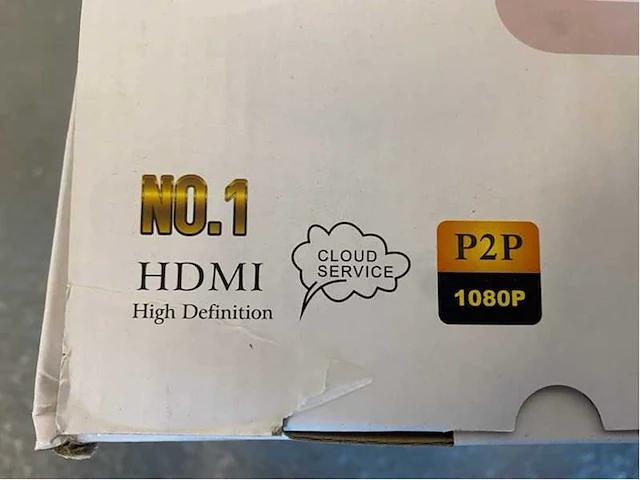 NO.1
HDMI
High Definition
CLOUD
SERVICE
P2P
1080P